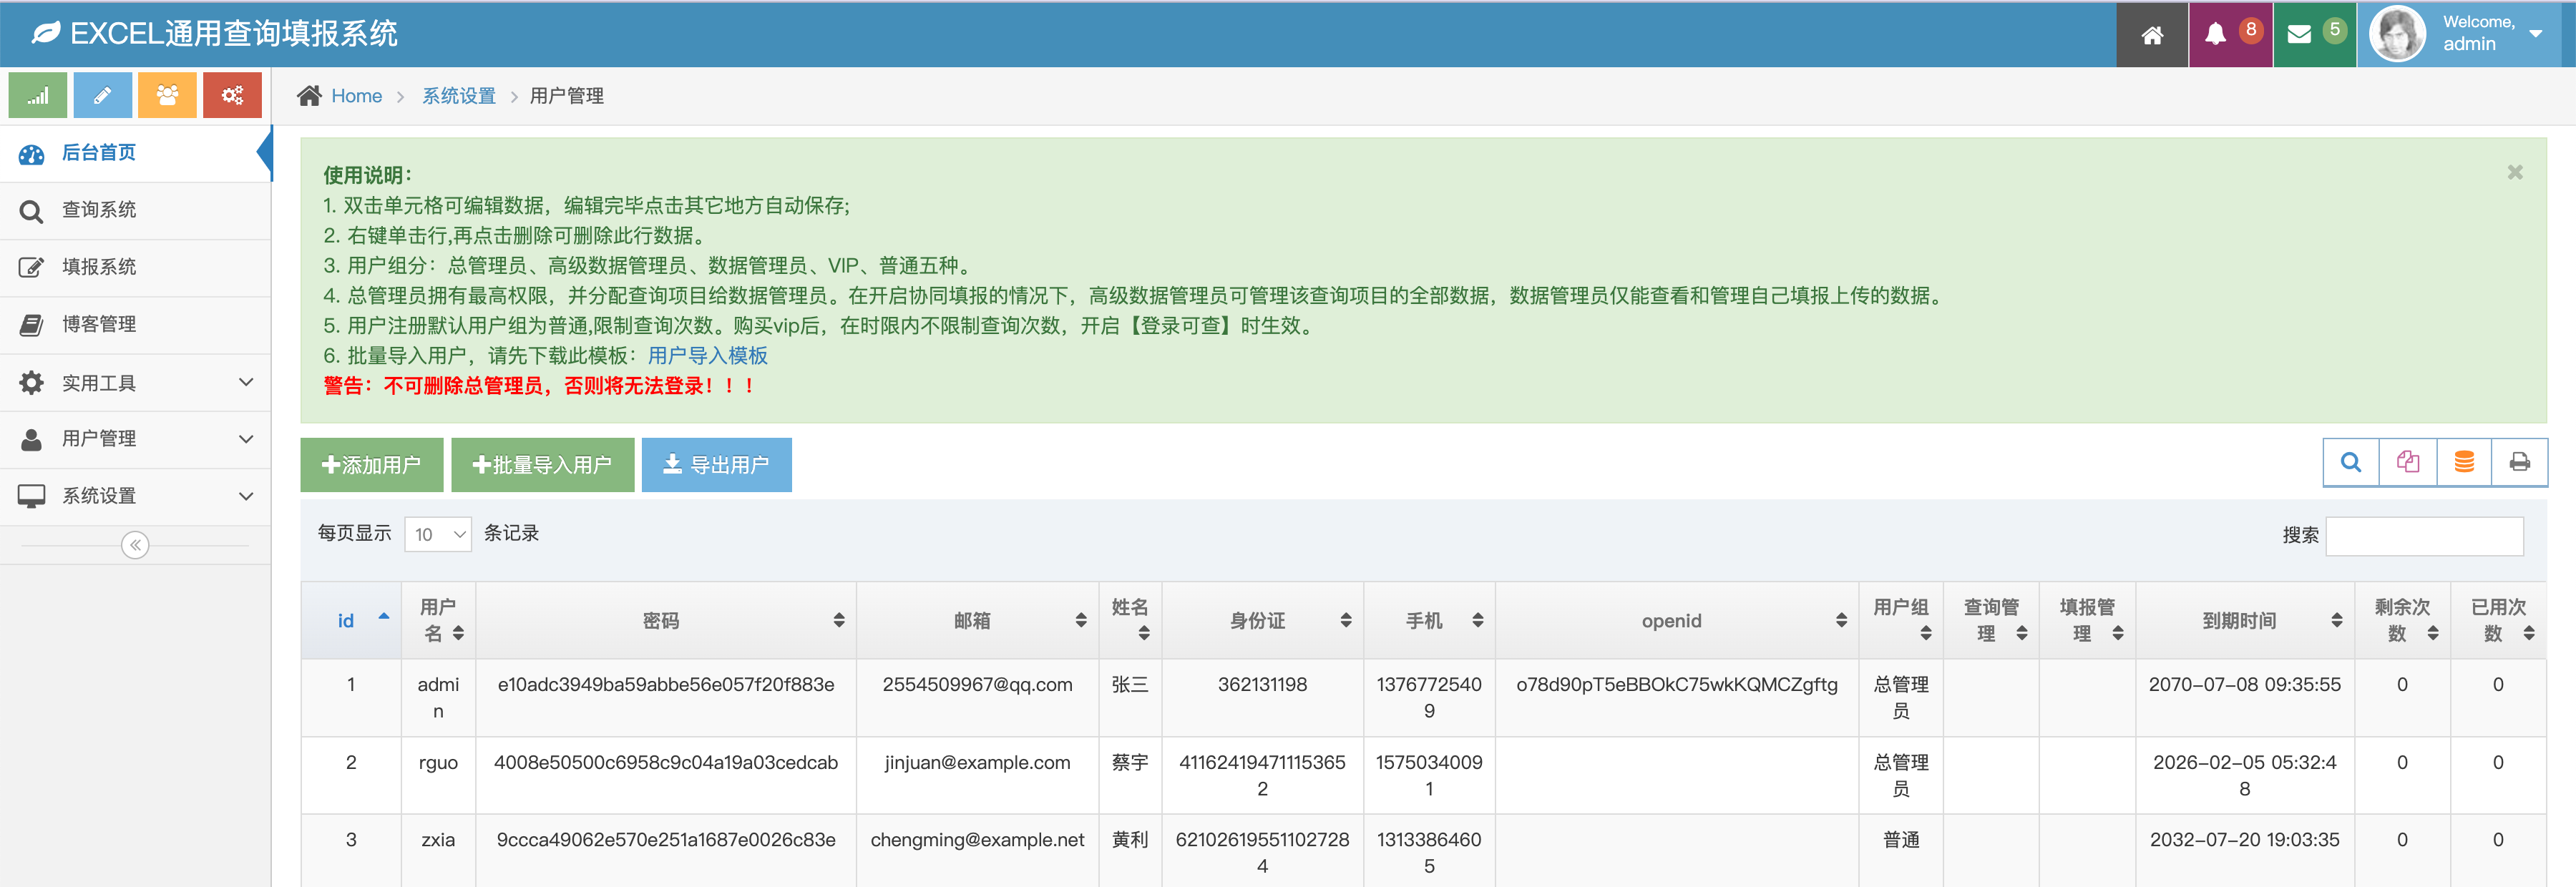 EXCEL通用查询填报系统
8
5
Welcome,
admin
Home
系统设置
用户管理
后台首页
查询系统
填报系统
博客管理
实用工具
用户管理
系统设置
使用说明：
1. 双击单元格可编辑数据，编辑完毕点击其它地方自动保存;
2. 右键单击行,再点击删除可删除此行数据。
3. 用户组分：总管理员、高级数据管理员、数据管理员、VIP、普通五种。
4. 总管理员拥有最高权限，并分配查询项目给数据管理员。在开启协同填报的情况下，高级数据管理员可管理该查询项目的全部数据，数据管理员仅能查看和管理自己填报上传的数据。
5. 用户注册默认用户组为普通,限制查询次数。购买vip后，在时限内不限制查询次数，开启【登录可查】时生效。
6. 批量导入用户，请先下载此模板：用户导入模板
警告：不可删除总管理员，否则将无法登录！！！
添加用户
批量导入用户
导出用户
每页显示 10 条记录
搜索
id
用户
名
密码
邮箱
姓名
身份证
手机
openid
用户组
查询管
理
填报管
理
到期时间
剩余次
数
已用次
数
1
admi
n
e10adc3949ba59abbe56e057f20f883e
2554509967@qq.com
张三
362131198
1376772540
9
o78d90pT5eBBOkC75wkKQMCZgftg
总管理
员
2070-07-08 09:35:55
0
0
2
rguo
4008e50500c6958c9c04a19a03cedcab
jinjuan@example.com
蔡宇
41162419471115365
2
1575034009
1
总管理
员
2026-02-05 05:32:4
8
0
0
3
zxia
9ccca49062e570e251a1687e0026c83e
chengming@example.net
黄利
62102619551102728
4
1313386460
5
普通
2032-07-20 19:03:35
0
0